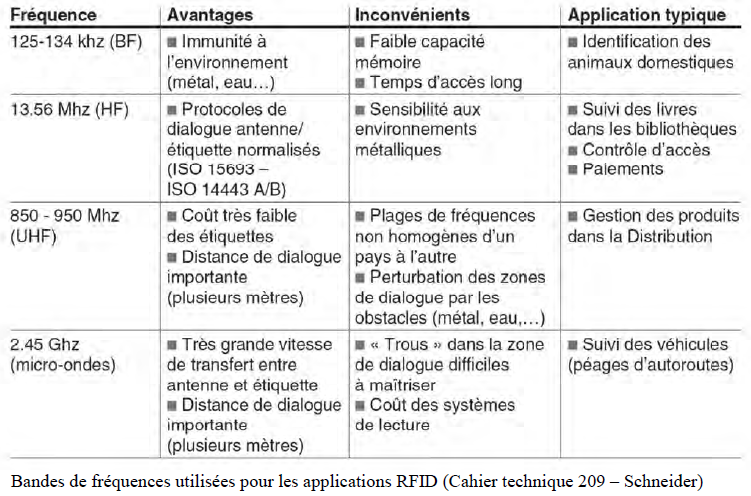 Fréquence Avantages Inconvénients Application typique
125-134 khz (BF)
■ Immunité à
l'environnement
(métal, eau…)
■ Faible capacité
mémoire
■ Temps d'accès long
■ Identification des
animaux domestiques
13.56 Mhz (HF)
■ Protocoles de
dialogue antenne/
étiquette normalisés
(ISO 15693 –
ISO 14443 A/B)
■ Sensibilité aux
environnements
métalliques
■ Suivi des livres
dans les bibliothèques
■ Contrôle d'accès
■ Paiements
850 - 950 Mhz
(UHF)
■ Coût très faible
des étiquettes
■ Distance de dialogue
importante
(plusieurs mètres)
■ Plages de fréquences
non homogènes d'un
pays à l'autre
■ Perturbation des zones
de dialogue par les
obstacles (métal, eau,…)
■ Gestion des produits
dans la Distribution
2.45 Ghz
(micro-ondes)
■ Très grande vitesse
de transfert entre
antenne et étiquette
■ Distance de dialogue
importante
(plusieurs mètres)
■ « Trous » dans la zone
de dialogue difficiles
à maîtriser
■ Coût des systèmes
de lecture
■ Suivi des véhicules
(péages d'autoroutes)
Bandes de fréquences utilisées pour les applications RFID (Cahier technique 209 – Schneider)